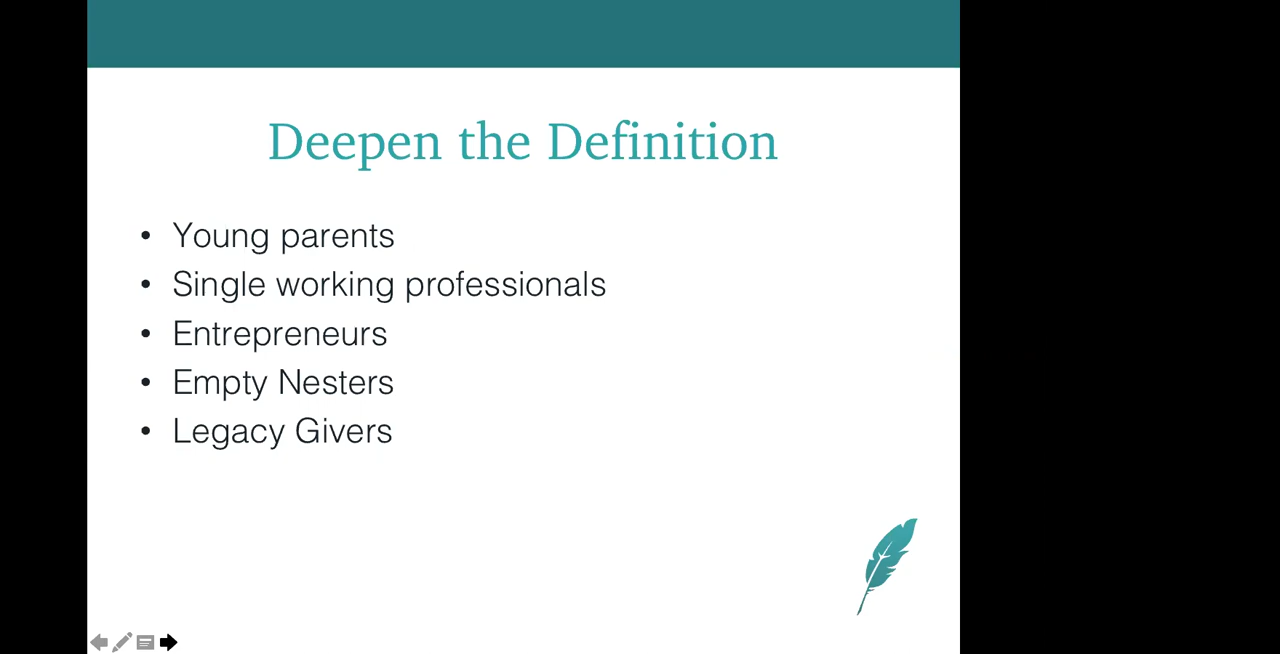 Deepen the Definition
• Young parents
• Single working professionals
• Entrepreneurs
• Empty Nesters
• Legacy Givers